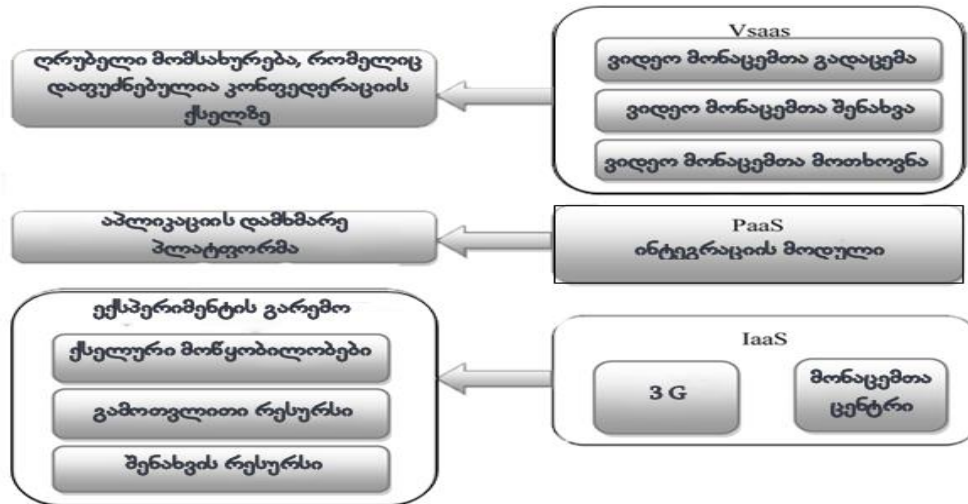 ღრუბელი მომსახურება, რომელიც
დაფუძნებულია კონფედერაციის
ქსელზე
Vsaas
ვიდეო მონაცემთა გადაცემა
ვიდეო მონაცემთა შენახვა
ვიდეო მონაცემთა მოთხოვნა
აპლიკაციის დამხმარე
პლატფორმა
PaaS
ინტეგრაციის მოდული
ექსპერიმენტის გარემო
ქსელური მოწყობილობები
გამოთვლითი რესურსი
შენახვის რესურსი
IaaS
3 G
მონაცემთა
ცენტრი